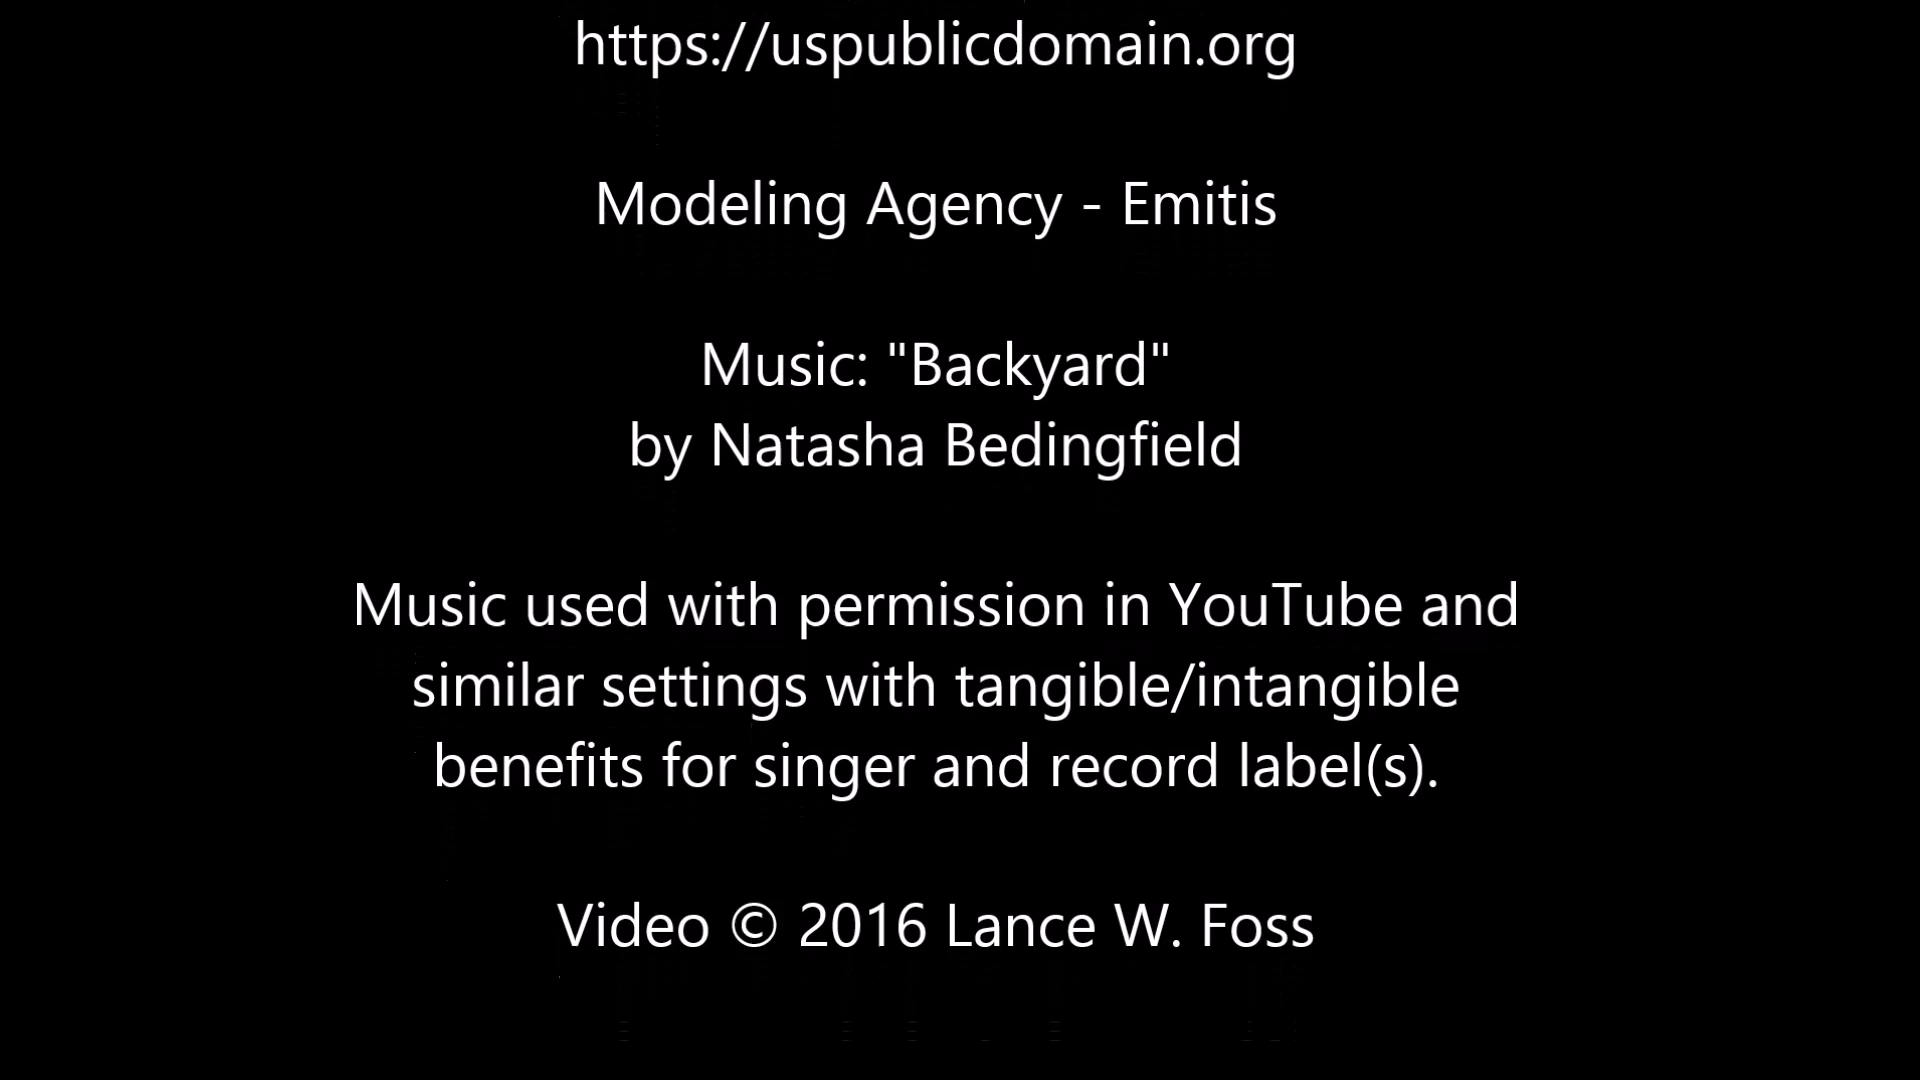 https://uspublicdomain.org
Modeling Agency - Emitis
Music: "Backyard"
by Natasha Bedingfield
Music used with permission in YouTube and
similar settings with tangible/intangible
benefits for singer and record label(s).
Video © 2016 Lance W. Foss